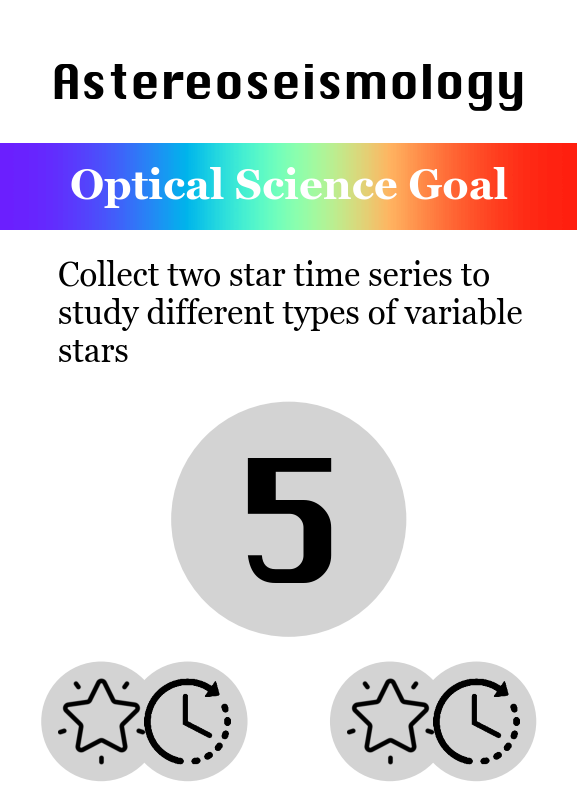 Astereoseismology
Optical Science Goal
Collect two star time series to
study different types of variable
stars
5